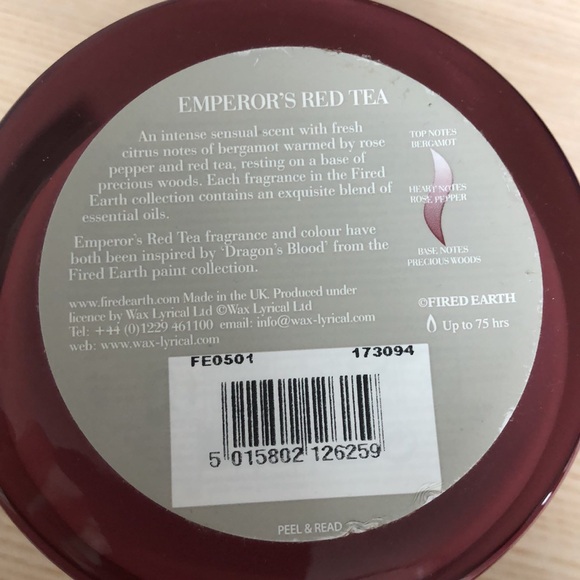 EMPEROR'S RED TEA
An intense sensual scent with fresh
citrus notes of bergamot warmed by rose
pepper and red tea, resting on a base of
precious woods. Each fragrance in the Fired
Earth collection contains an exquisite blend of
essential oils.
Emperor's Red Tea fragrance and colour have
both been inspired by 'Dragon's Blood' from the
Fired Earth paint collection.
www.firedearth.com Made in the UK. Produced under
licence by Wax Lyrical Ltd ©Wax Lyrical Ltd
Tel: +44 (0)1229 461100 email: info@wax-lyrical.com
web: www.wax-lyrical.com
TOP NOTES
BERGAMOT
HEART NOTES
ROSE PEPPER
BASE NOTES
PRECIOUS WOODS
©FIRED EARTH
Up to 75 hrs
FE0501 173094
5 015802 126259
PEEL & READ